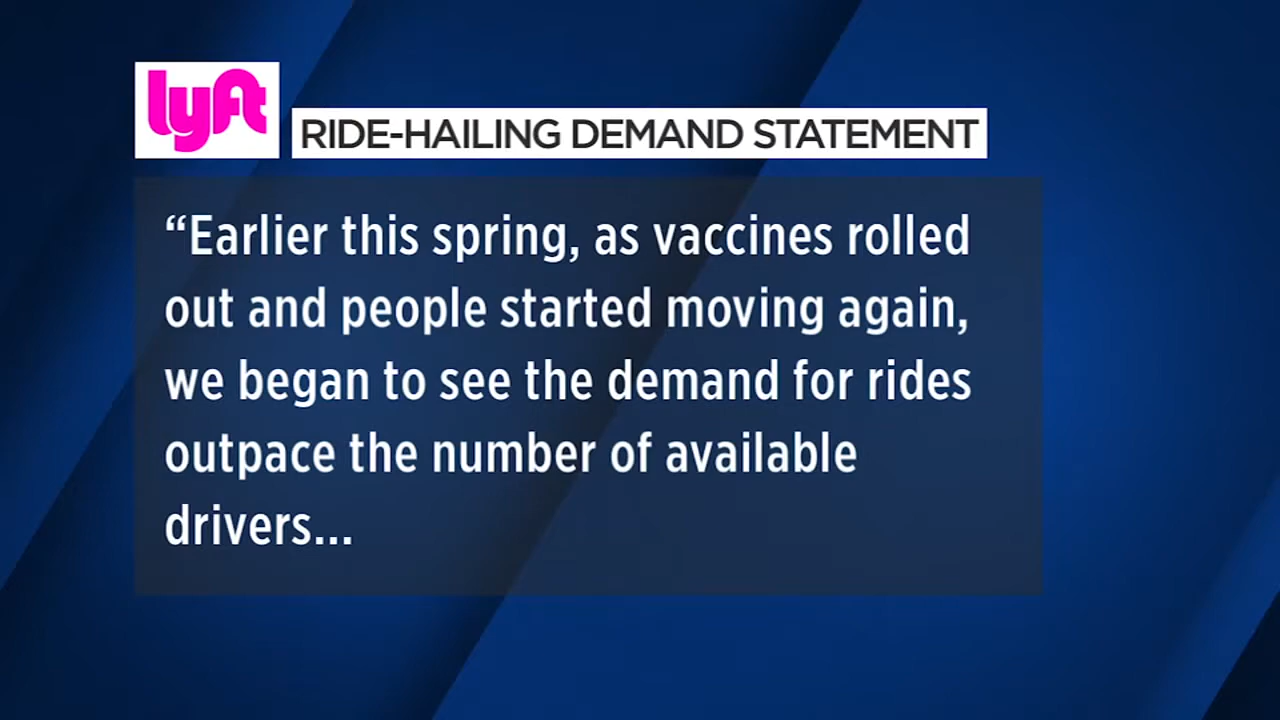 lyft
RIDE-HAILING DEMAND STATEMENT
“Earlier this spring, as vaccines rolled
out and people started moving again,
we began to see the demand for rides
outpace the number of available
drivers...